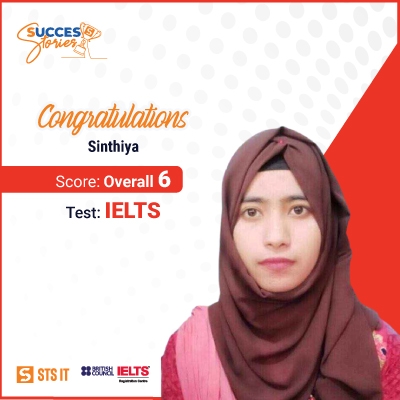 SUCCESS
Stories
Congratulations
Sinthiya
Score: Overall 6
Test: IELTS
S STS IT
BRITISH COUNCIL
IELTS
Registration Centre